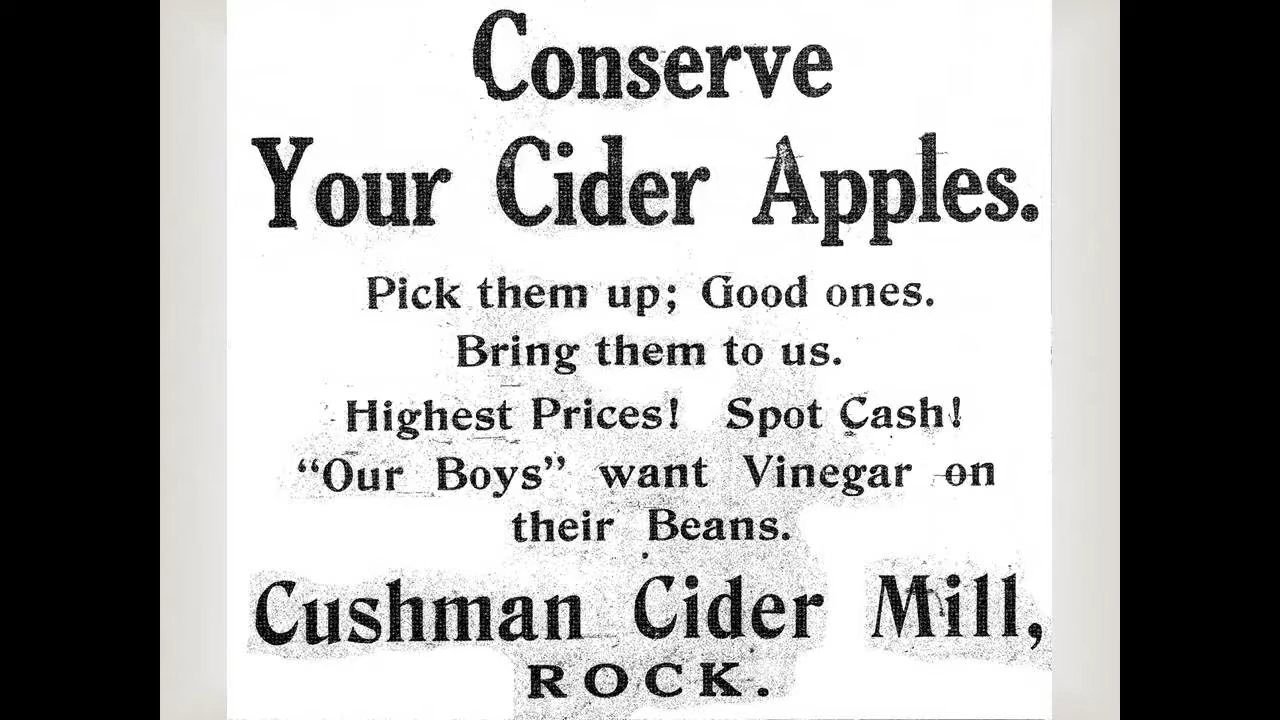 Conserve
Your Cider Apples.
Pick them up; Good ones.
Bring them to us.
Highest Prices! Spot Cash!
“Our Boys” want Vinegar on
their Beans.
Cushman Cider Mill,
ROCK.